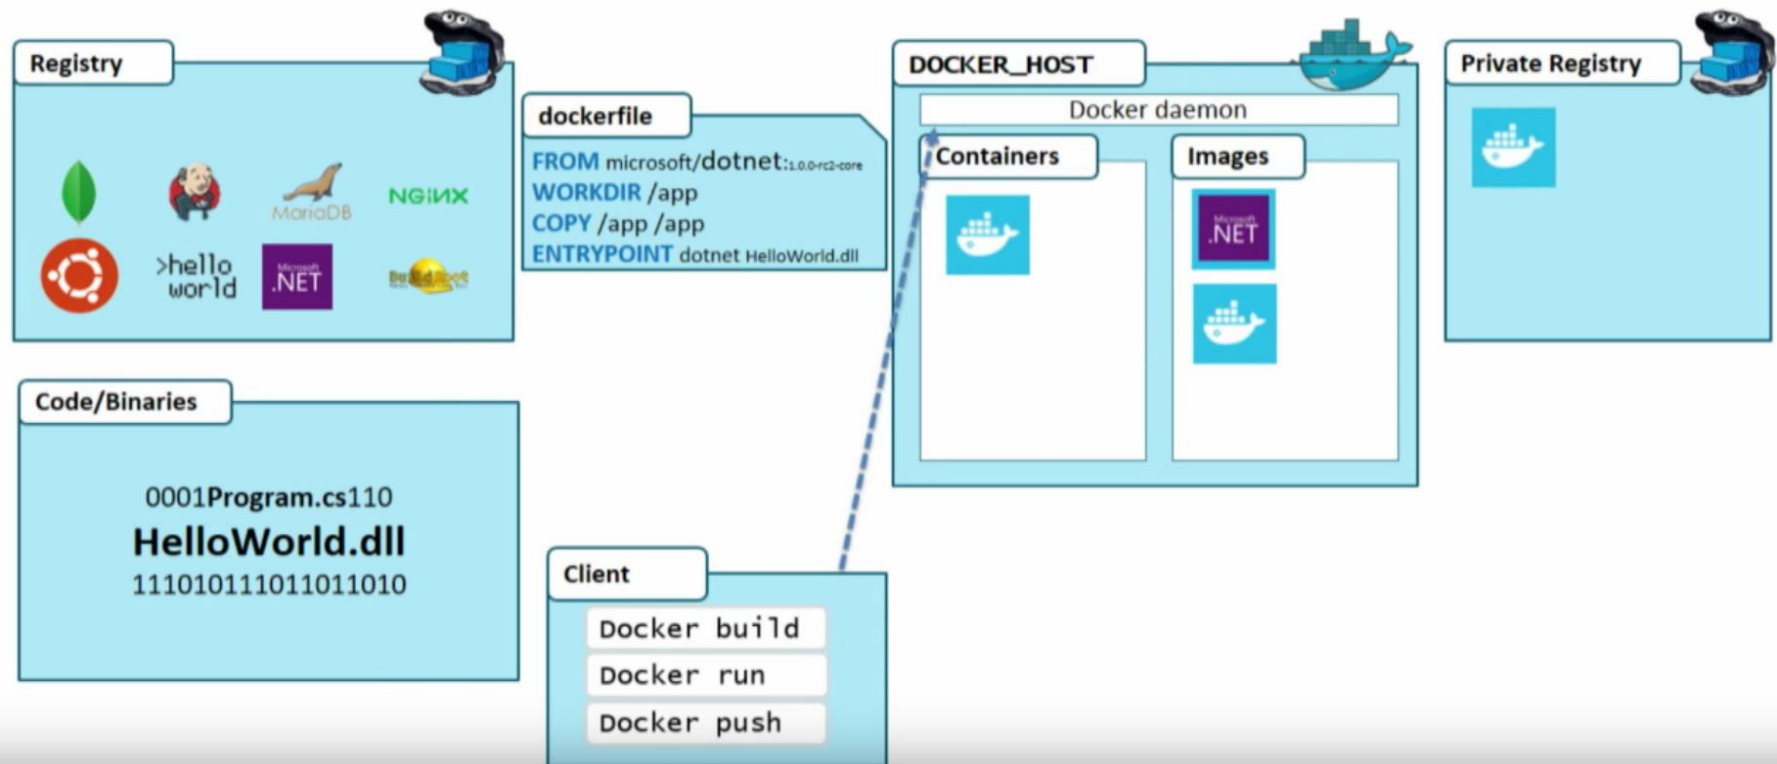 Registry
MariaDB
NGiNX
>hello
world
Microsoft
.NET
BuildRoot
dockerfile
FROM microsoft/dotnet:1.0.0-rc2-core
WORKDIR /app
COPY /app /app
ENTRYPOINT dotnet HelloWorld.dll
DOCKER_HOST
Docker daemon
Containers
Images
Microsoft
.NET
Private Registry
Code/Binaries
0001Program.cs110
HelloWorld.dll
111010111011011010
Client
Docker build
Docker run
Docker push